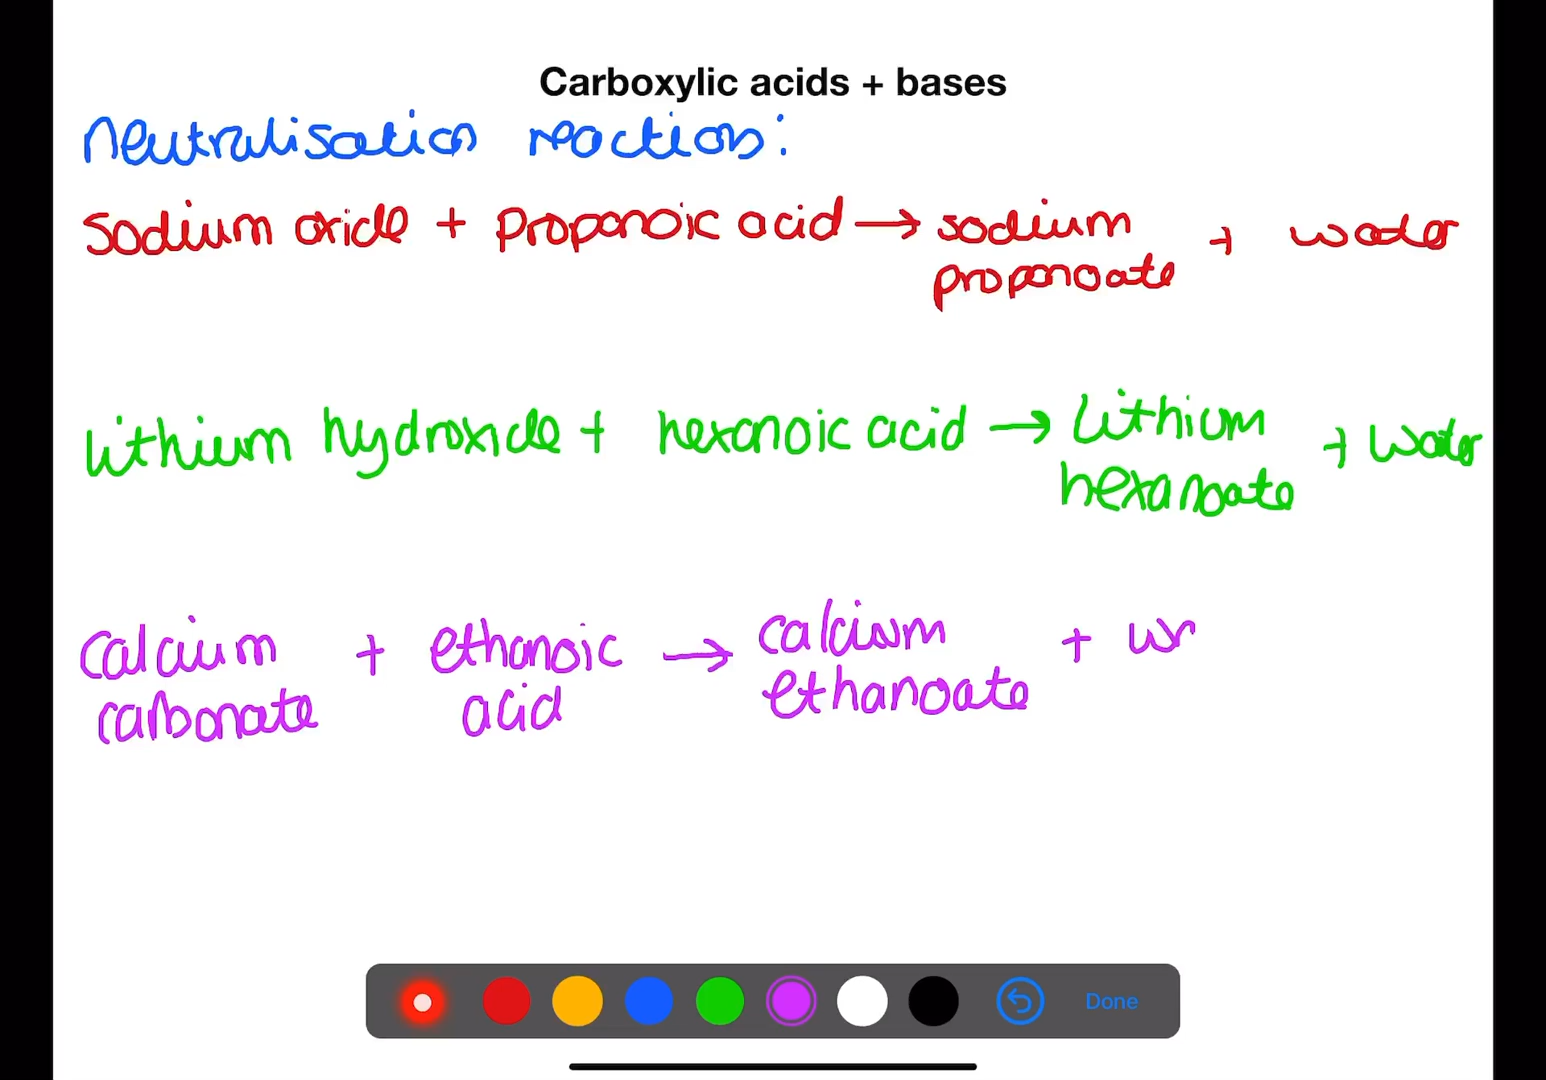 Carboxylic acids + bases
neutralisation reactions:
sodium oxide + propanoic acid → sodium propanoate + water
lithium hydroxide + hexanoic acid → lithium hexanoate + water
calcium carbonate + ethanoic acid → calcium ethanoate +
Done